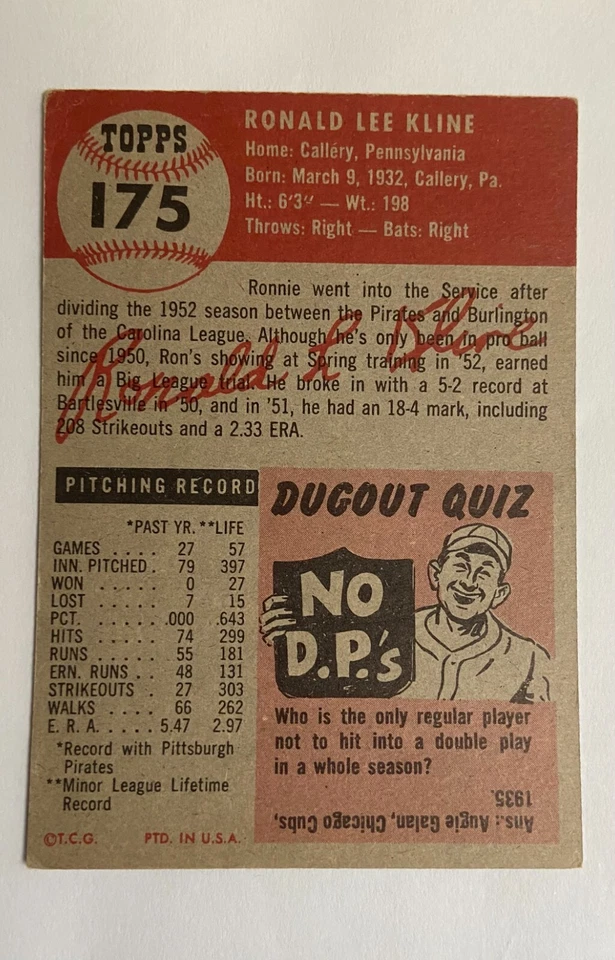 TOPPS
175
RONALD LEE KLINE
Home: Callery, Pennsylvania
Born: March 9, 1932, Callery, Pa.
Ht.: 6'3" — Wt.: 198
Throws: Right — Bats: Right
Ronnie went into the Service after
dividing the 1952 season between the Pirates and Burlington
of the Carolina League. Although he's only been in pro ball
since 1950, Ron's showing at Spring training in '52, earned
him a Big League trial. He broke in with a 5-2 record at
Bartlesville in '50, and in '51, he had an 18-4 mark, including
208 Strikeouts and a 2.33 ERA.
Ronald L Kline
PITCHING RECORD
*PAST YR. **LIFE
GAMES .... 27 57
INN. PITCHED. 79 397
WON ..... 0 27
LOST ..... 7 15
PCT. ..... .000 .643
HITS ..... 74 299
RUNS .... 55 181
ERN. RUNS .. 48 131
STRIKEOUTS . 27 303
WALKS .... 66 262
E. R. A. .... 5.47 2.97
*Record with Pittsburgh
Pirates
**Minor League Lifetime
Record
©T.C.G. PTD. IN U.S.A.
DUGOUT QUIZ
NO
D.P.'s
Who is the only regular player
not to hit into a double play
in a whole season?
Ans.: Augie Galan, Chicago Cubs,
1935.